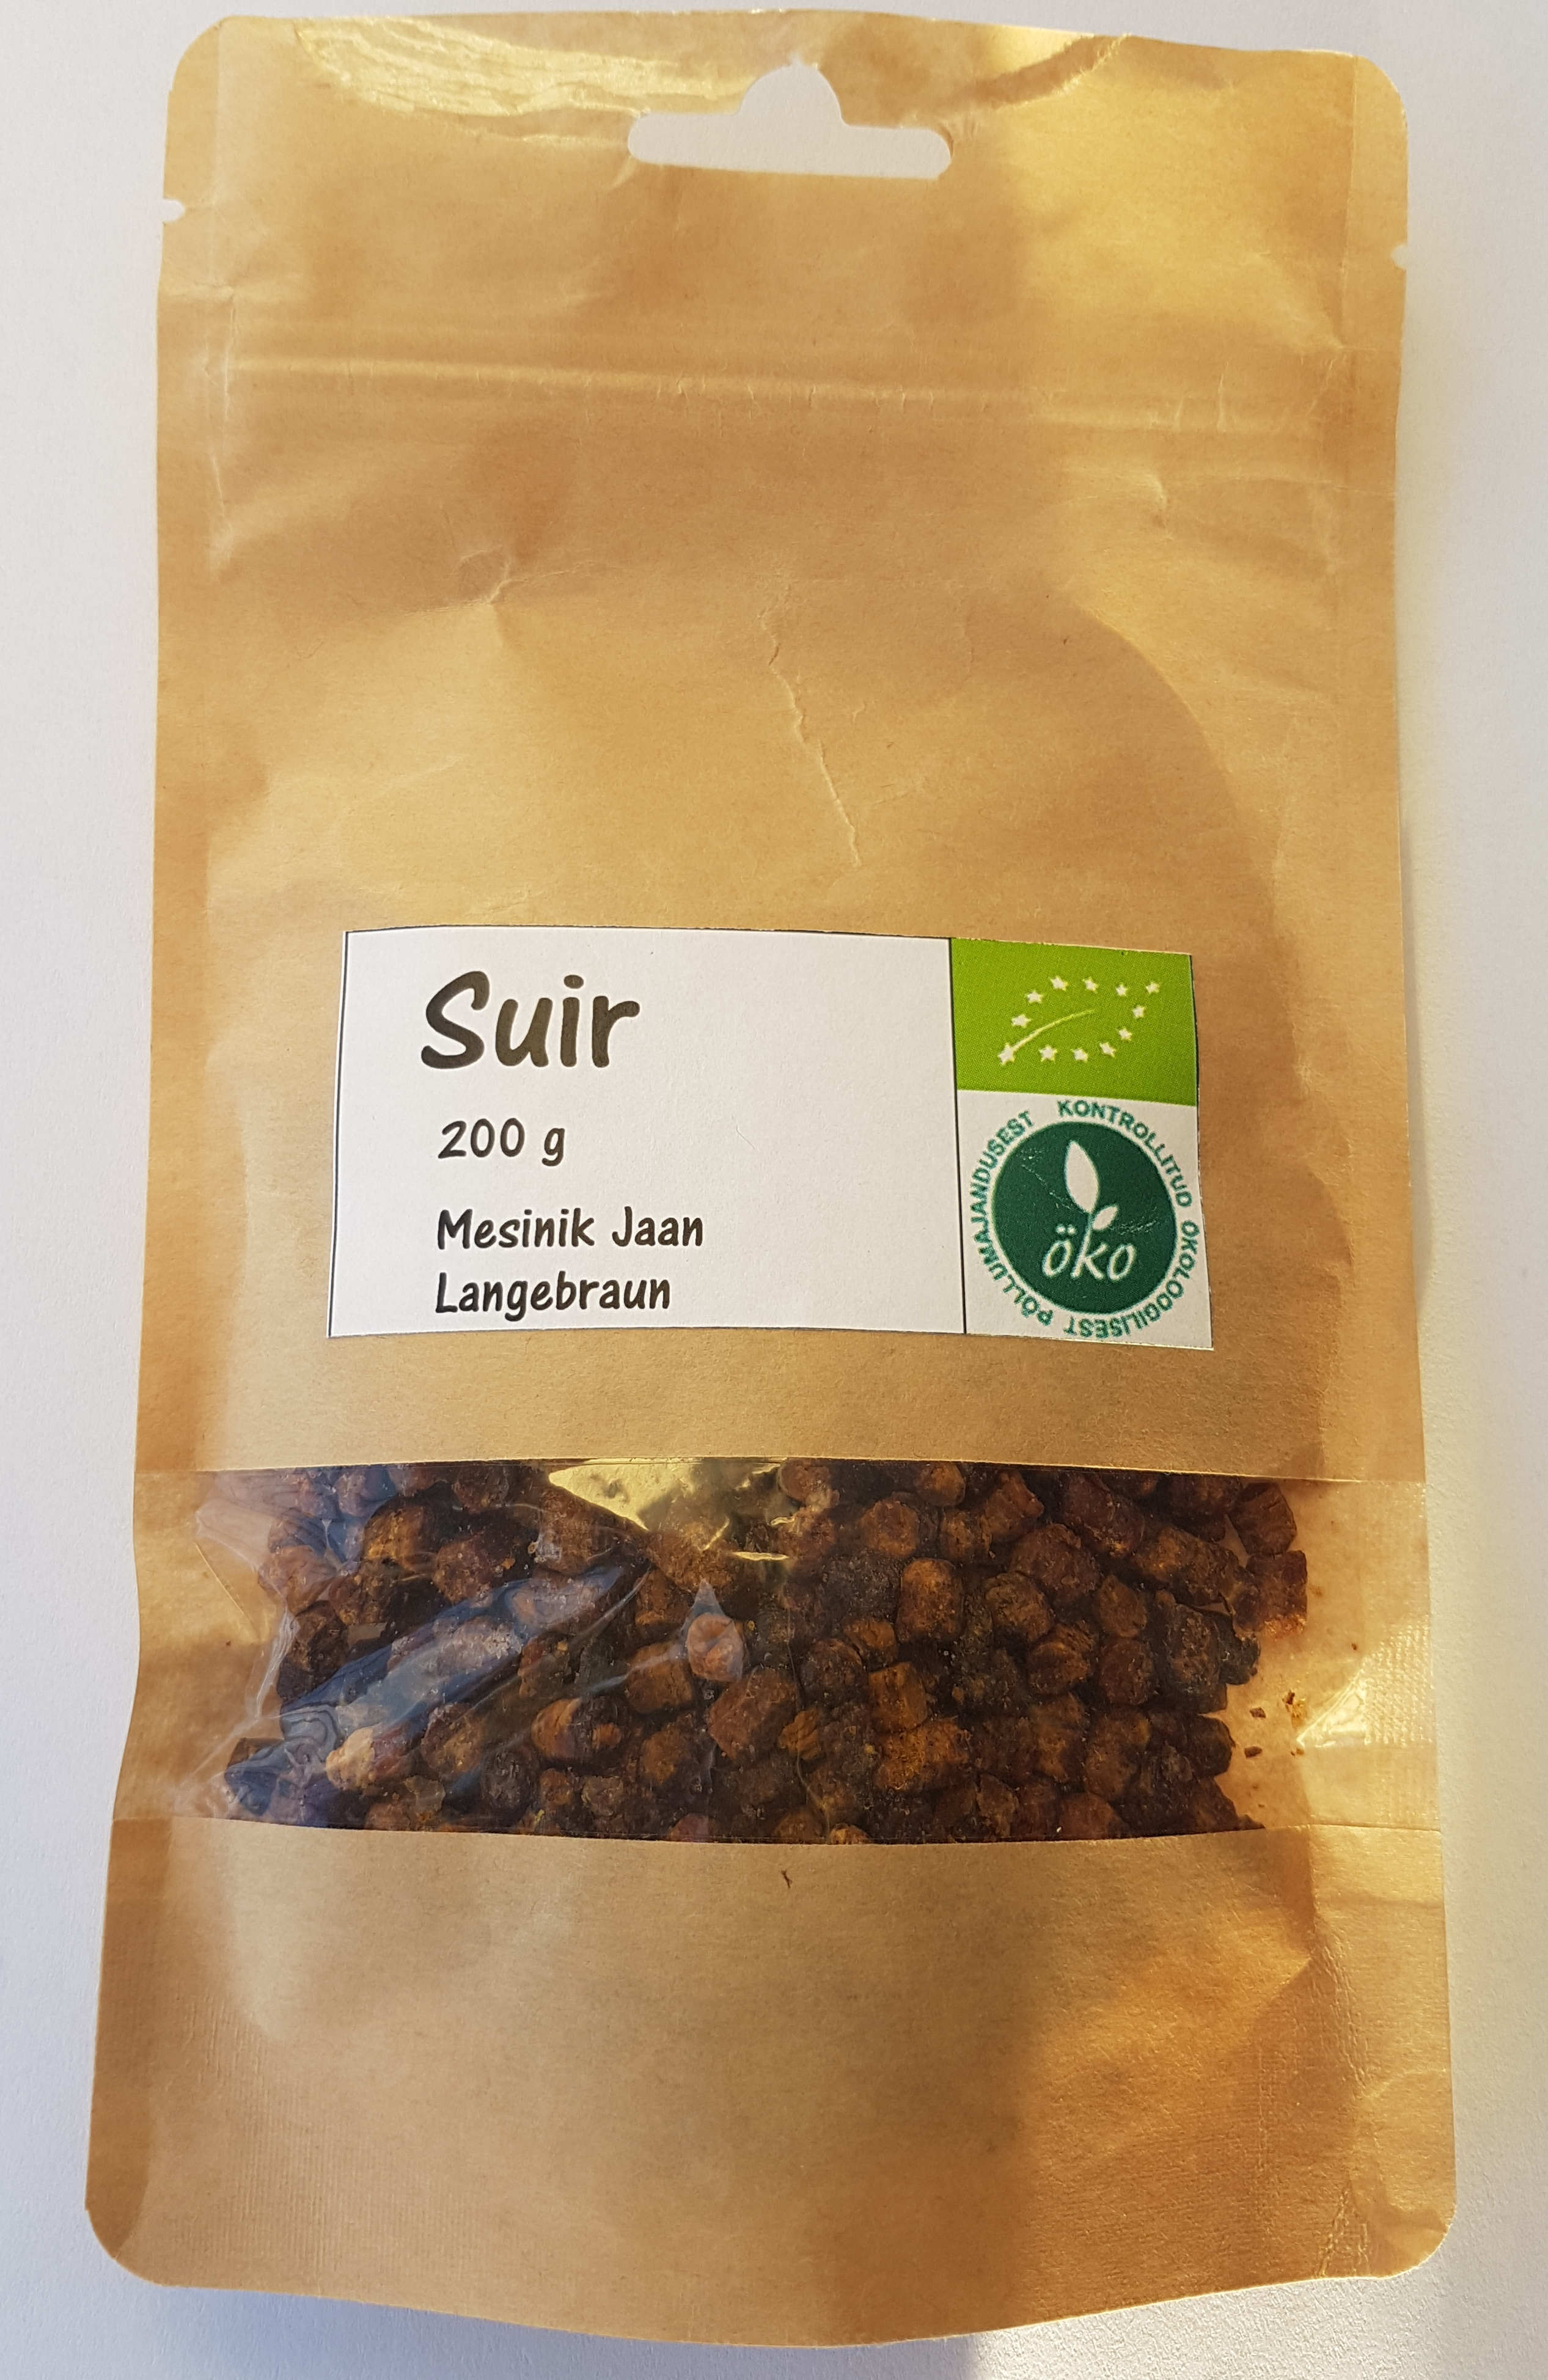 Suir
200 g
Mesinik Jaan
Langebraun
KONTROLLITUD ÖKOLOOGILISEST PÕLLUMAJANDUSEST
öko